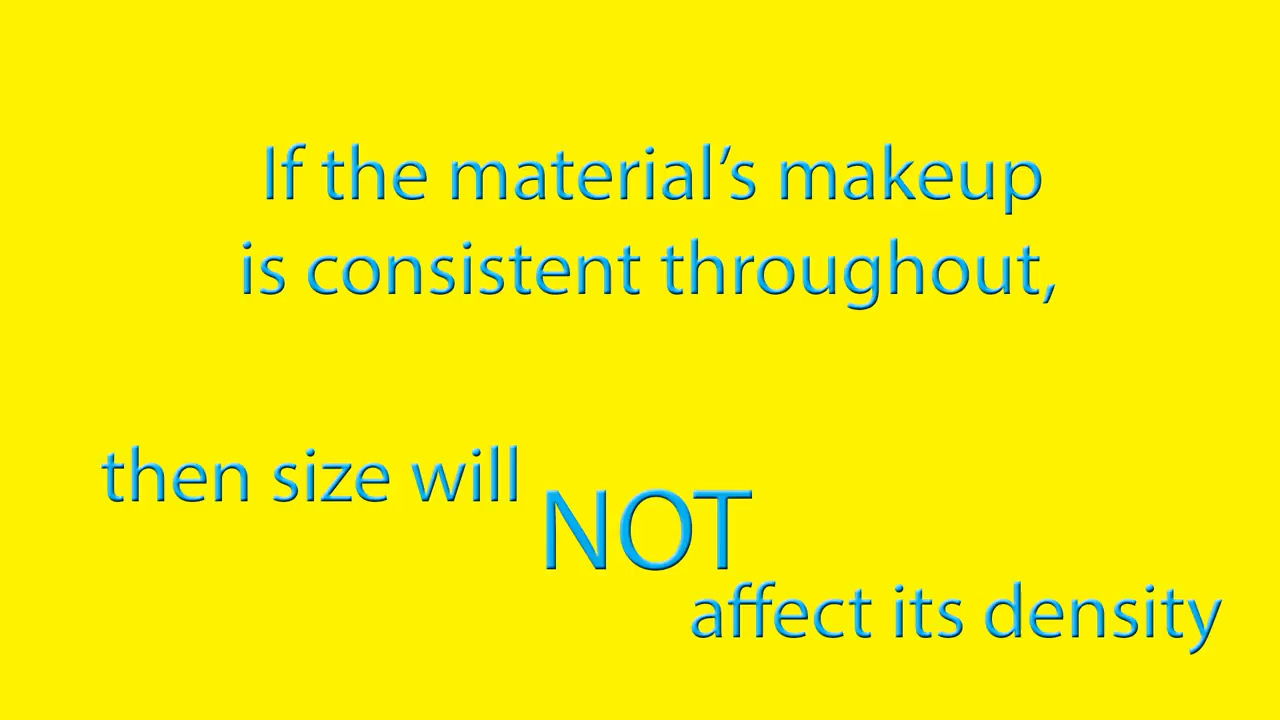 If the material’s makeup
is consistent throughout,
then size will
NOT
affect its density